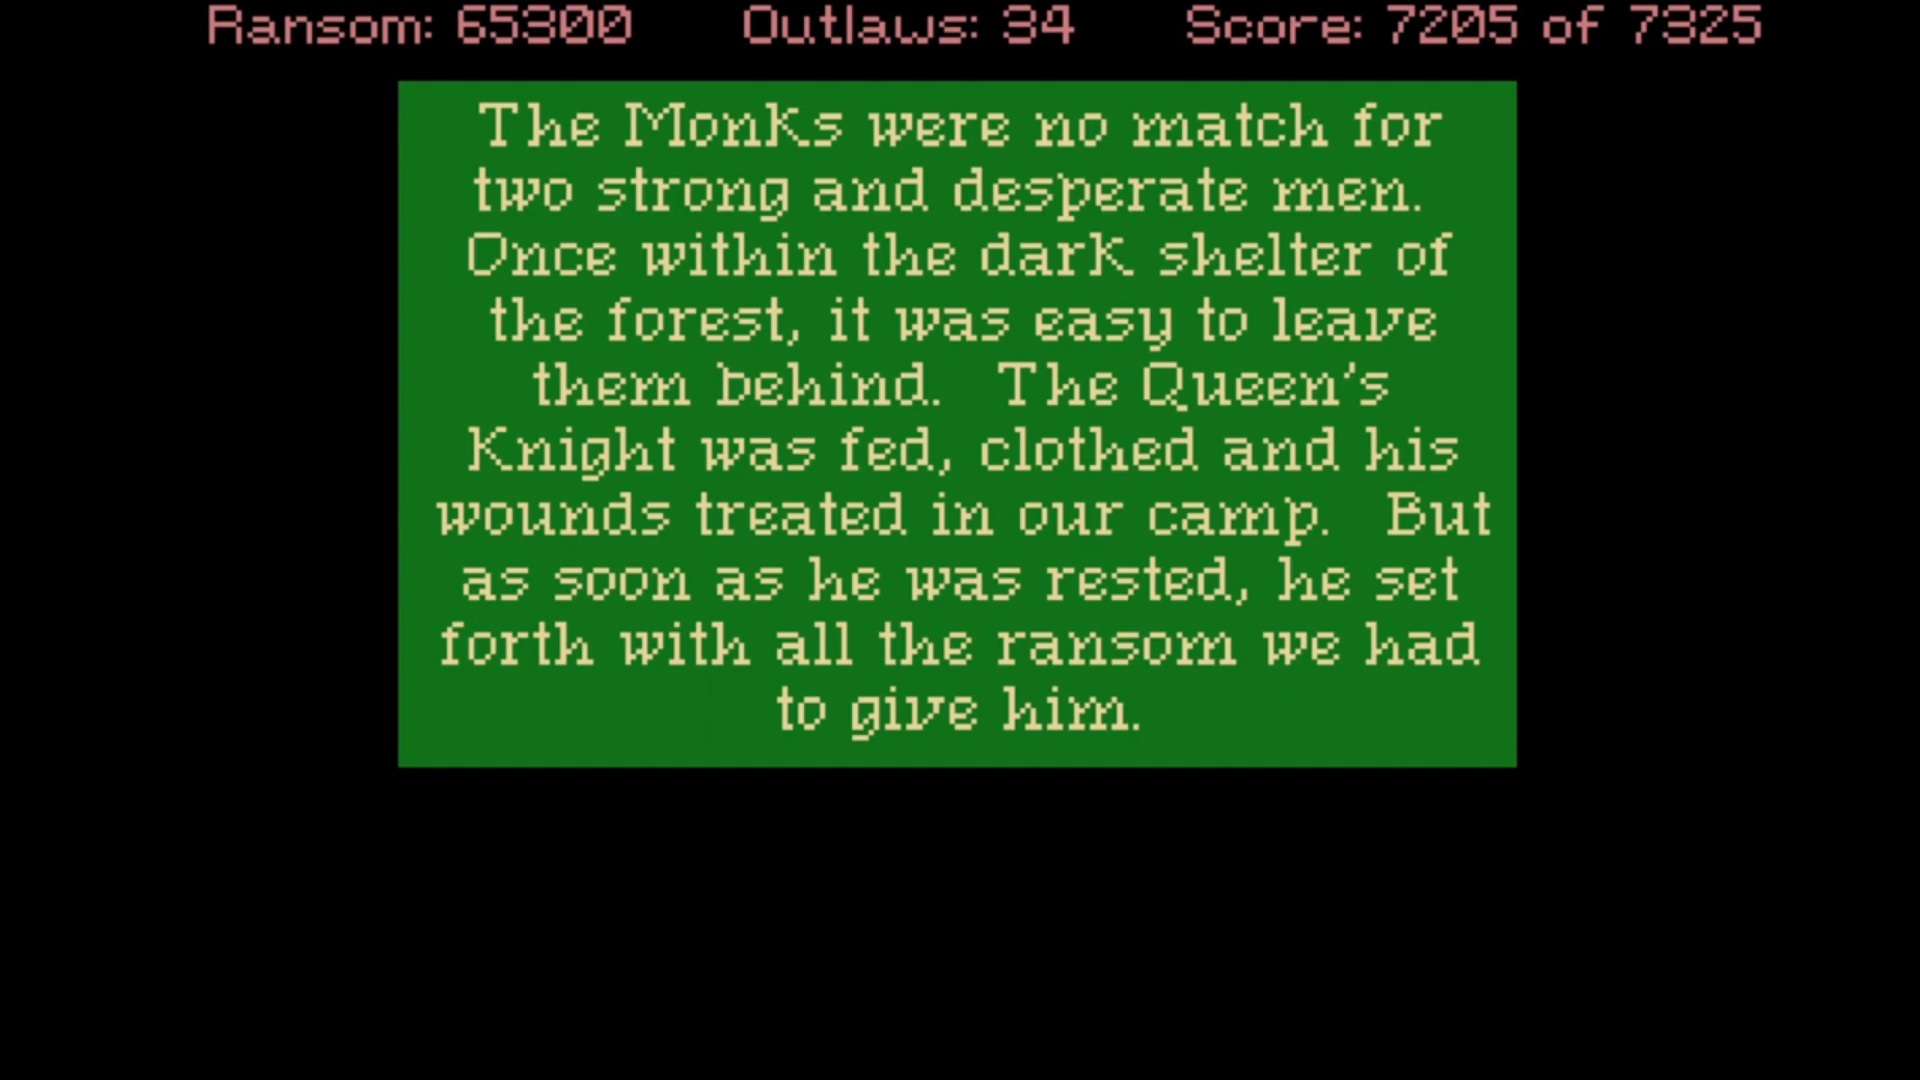 Ransom: 65300 Outlaws: 34 Score: 7205 of 7325
The Monks were no match for
two strong and desperate men.
Once within the dark shelter of
the forest, it was easy to leave
them behind. The Queen's
Knight was fed, clothed and his
wounds treated in our camp. But
as soon as he was rested, he set
forth with all the ransom we had
to give him.